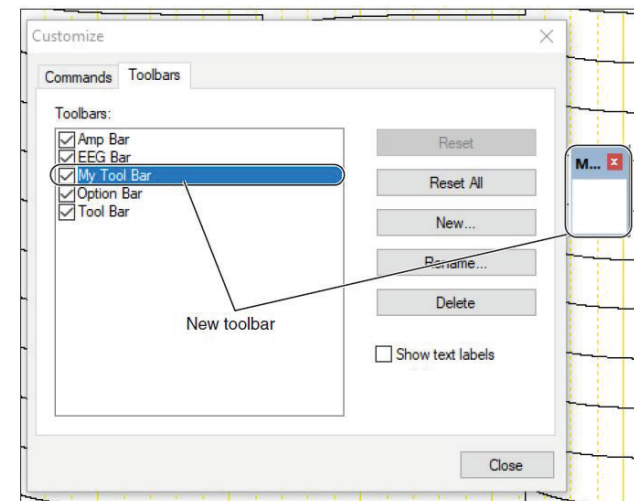 Customize
Commands Toolbars
Toolbars:
Amp Bar
EEG Bar
My Tool Bar
Option Bar
Tool Bar
Reset
Reset All
New...
Rename...
Delete
Show text labels
New toolbar
Close
M...